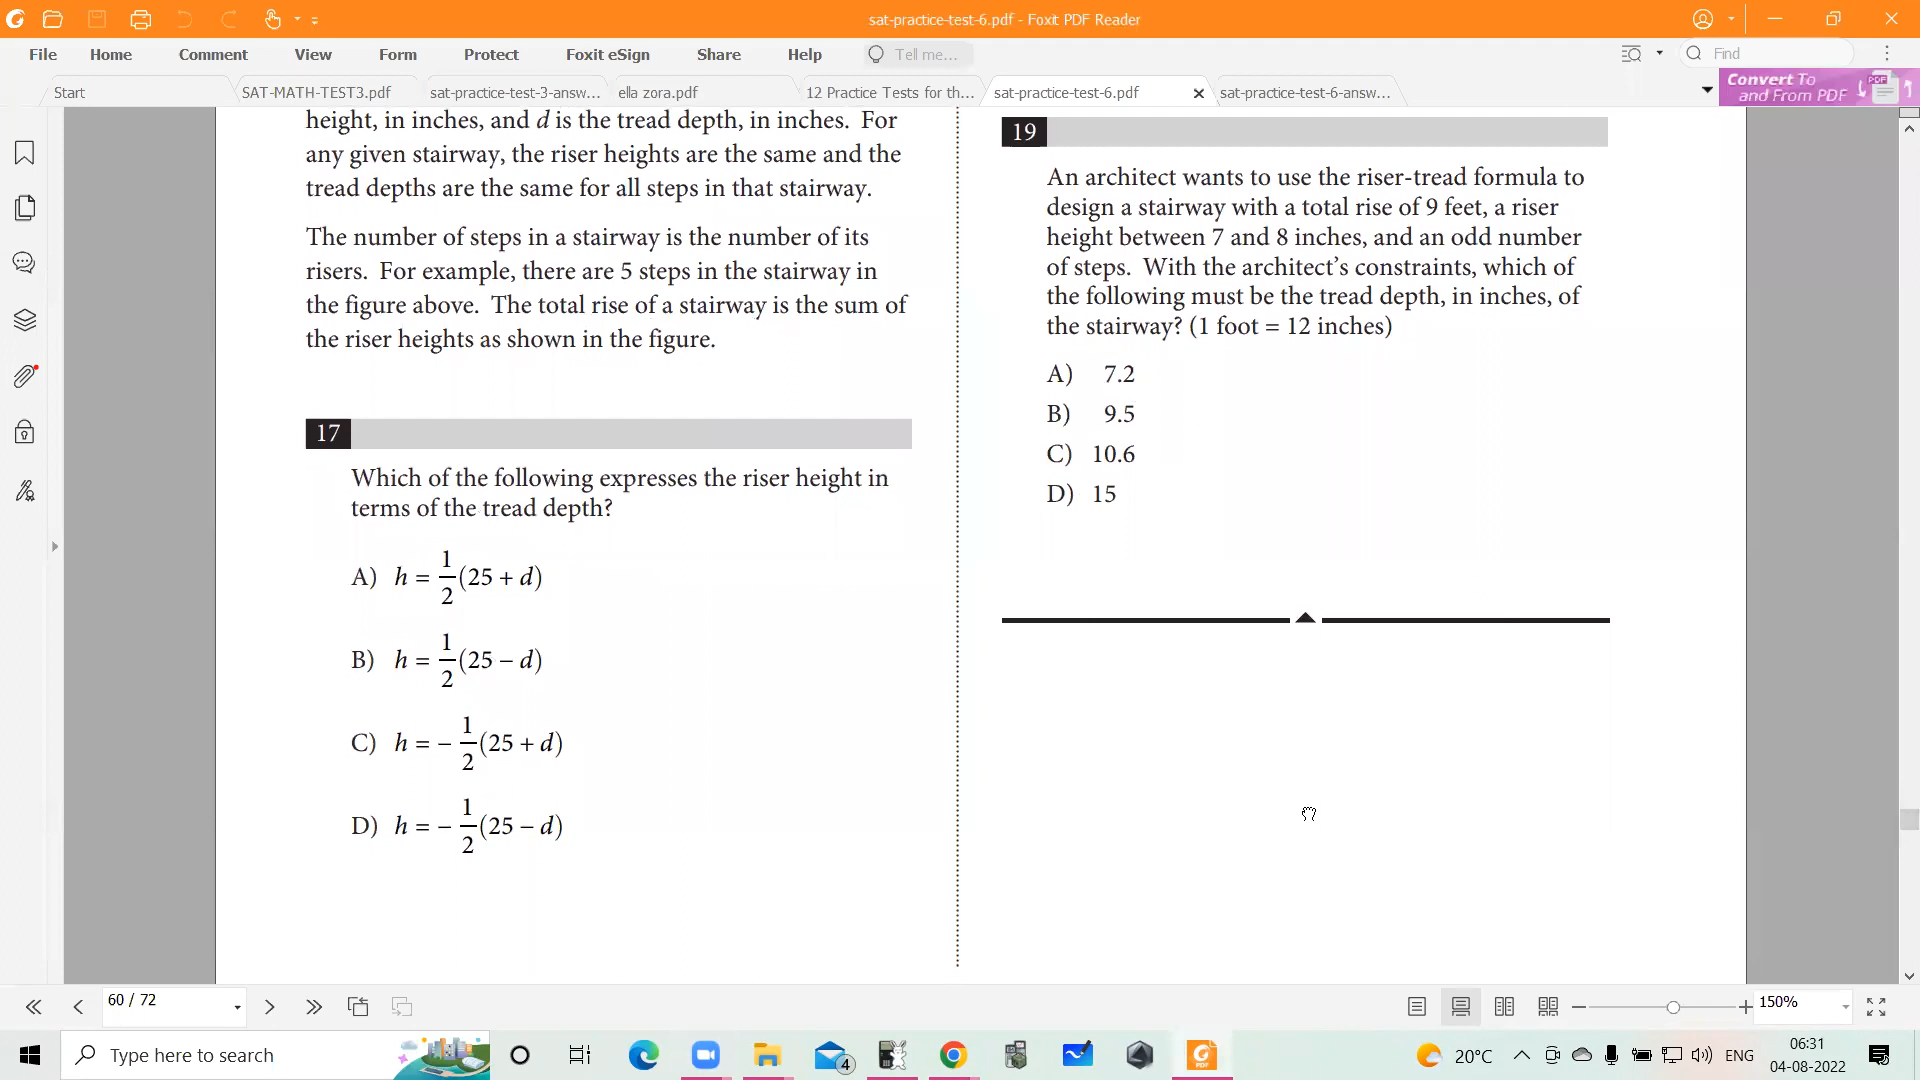 sat-practice-test-6.pdf - Foxit PDF Reader
File Home Comment View Form Protect Foxit eSign Share Help Tell me... Find
Start SAT-MATH-TEST3.pdf sat-practice-test-3-answ... ella zora.pdf 12 Practice Tests for th... sat-practice-test-6.pdf sat-practice-test-6-answ...
Convert To
and From PDF
PDF
height, in inches, and d is the tread depth, in inches. For
any given stairway, the riser heights are the same and the
tread depths are the same for all steps in that stairway.
The number of steps in a stairway is the number of its
risers. For example, there are 5 steps in the stairway in
the figure above. The total rise of a stairway is the sum of
the riser heights as shown in the figure.
17
Which of the following expresses the riser height in
terms of the tread depth?
A) h = 1/2(25 + d)
B) h = 1/2(25 − d)
C) h = − 1/2(25 + d)
D) h = − 1/2(25 − d)
19
An architect wants to use the riser-tread formula to
design a stairway with a total rise of 9 feet, a riser
height between 7 and 8 inches, and an odd number
of steps. With the architect's constraints, which of
the following must be the tread depth, in inches, of
the stairway? (1 foot = 12 inches)
A) 7.2
B) 9.5
C) 10.6
D) 15
60 / 72
150%
Type here to search
4
20°C
ENG
06:31
04-08-2022